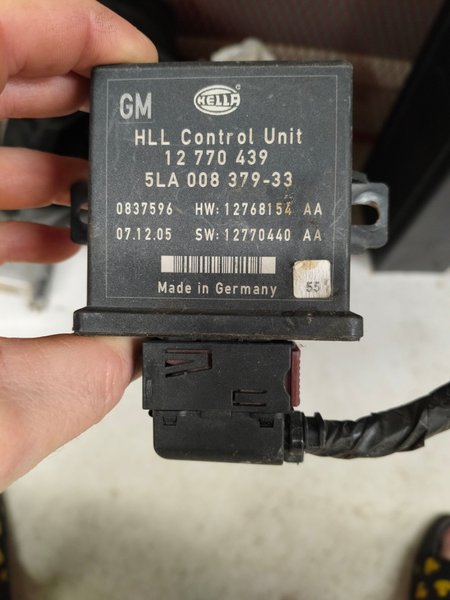 GM HELLA
HLL Control Unit
12 770 439
5LA 008 379-33
0837596 HW: 12768154 AA
07.12.05 SW: 12770440 AA
Made in Germany
55